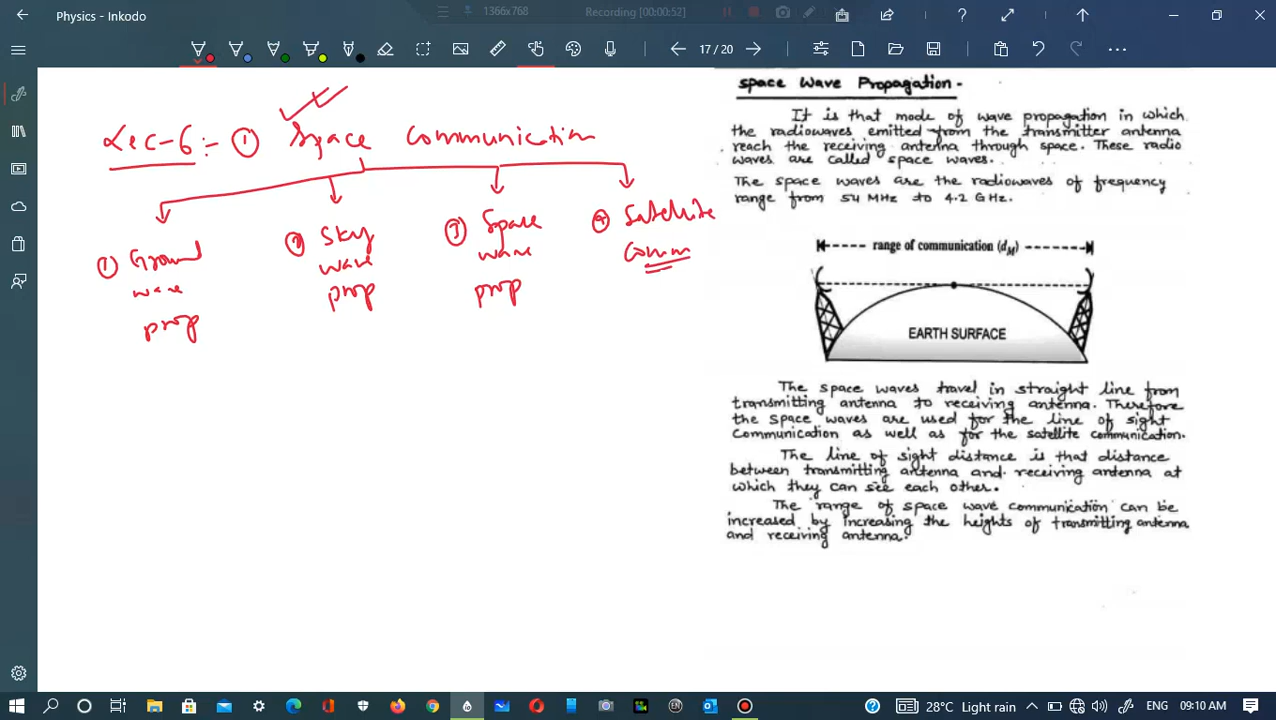 Physics - Inkodo
1366x768
Recording [00:00:52]
17 / 20
Lec-6:- ① Space Communication
① Ground
wave
prop
② Sky
wave
prop
③ Space
wave
prop
④ Satellite
Comm
Space Wave Propagation -
It is that mode of wave propagation in which
the radiowaves emitted from the transmitter antenna
reach the receiving antenna through space. These radio
waves are called space waves.
The space waves are the radiowaves of frequency
range from 54 MHz to 4.2 GHz.
range of communication (dM)
EARTH SURFACE
The space waves travel in straight line from
transmitting antenna to receiving antenna. Therefore
the space waves are used for the line of sight
communication as well as for the satellite communication.
The line of sight distance is that distance
between transmitting antenna and receiving antenna at
which they can see each other.
The range of space wave communication can be
increased by increasing the heights of transmitting antenna
and receiving antenna.
28°C Light rain
ENG
09:10 AM